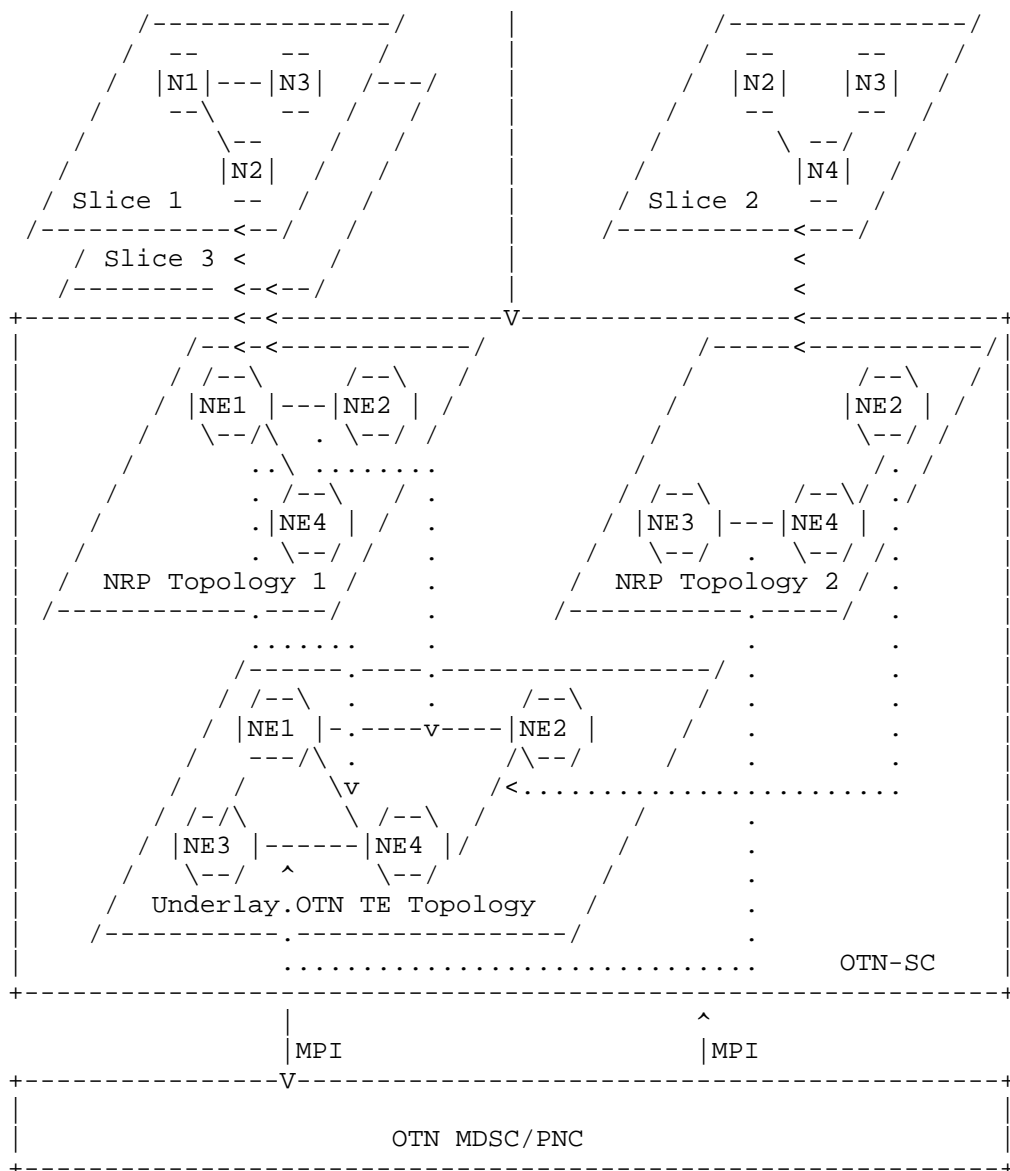 N1 N3 N2 N3
N2 N4
Slice 1 Slice 2
Slice 3
NE1 NE2 NE2
NE4 NE3 NE4
NRP Topology 1 NRP Topology 2
NE1 NE2
NE3 NE4
Underlay OTN TE Topology
OTN-SC
MPI MPI
OTN MDSC/PNC